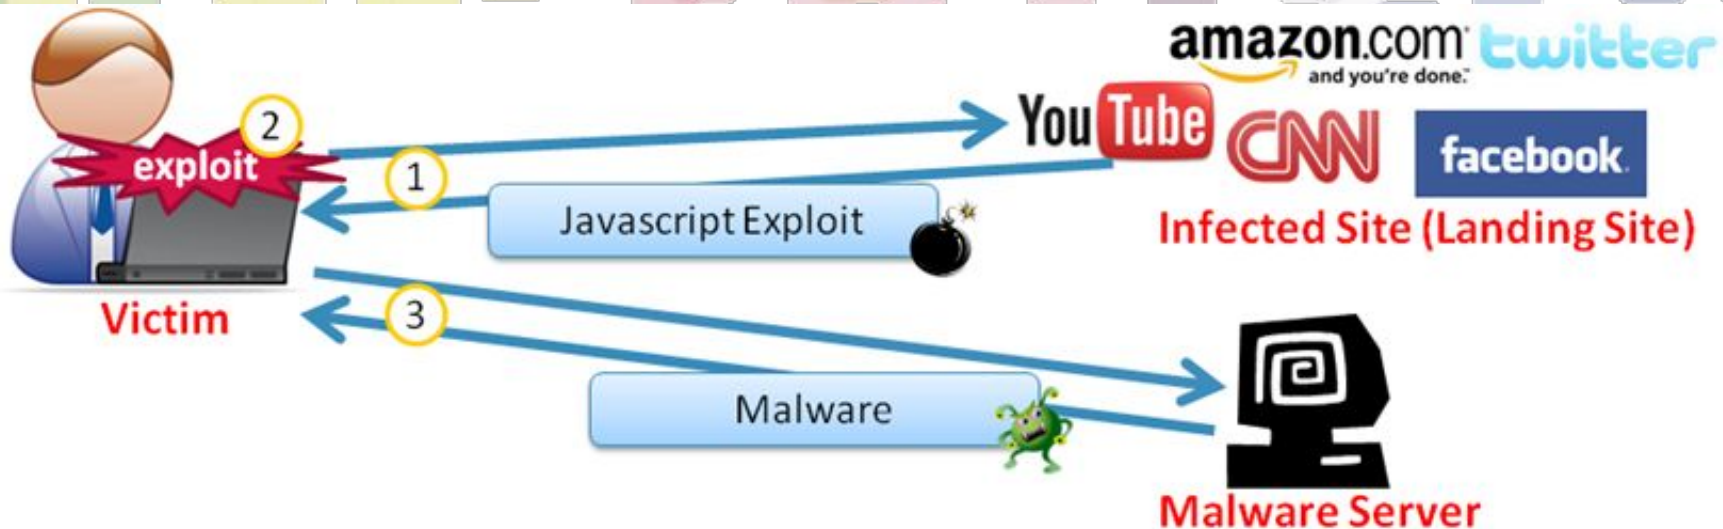 amazon.com
and you're done.™
twitter
2
exploit
You Tube
CNN
facebook.
1
Javascript Exploit
Infected Site (Landing Site)
Victim
3
Malware
Malware Server